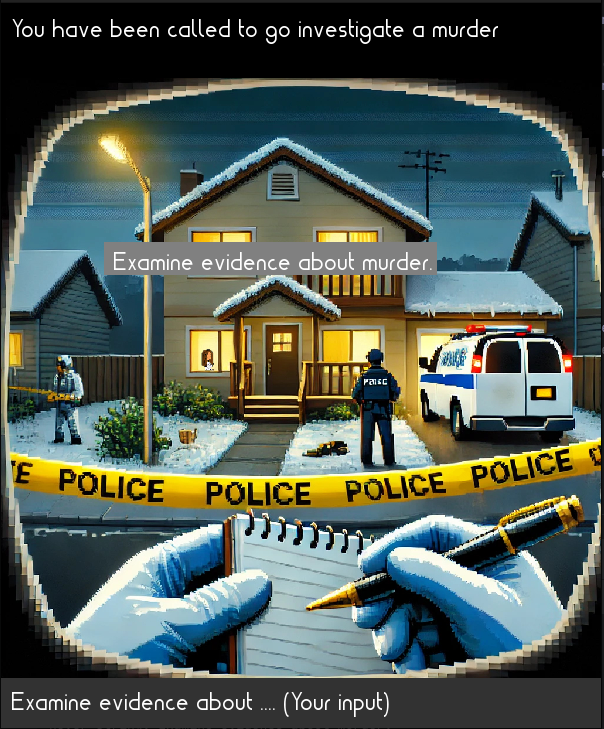 You have been called to go investigate a murder
Examine evidence about murder.
POLICE POLICE POLICE POLICE
Examine evidence about .... (Your input)